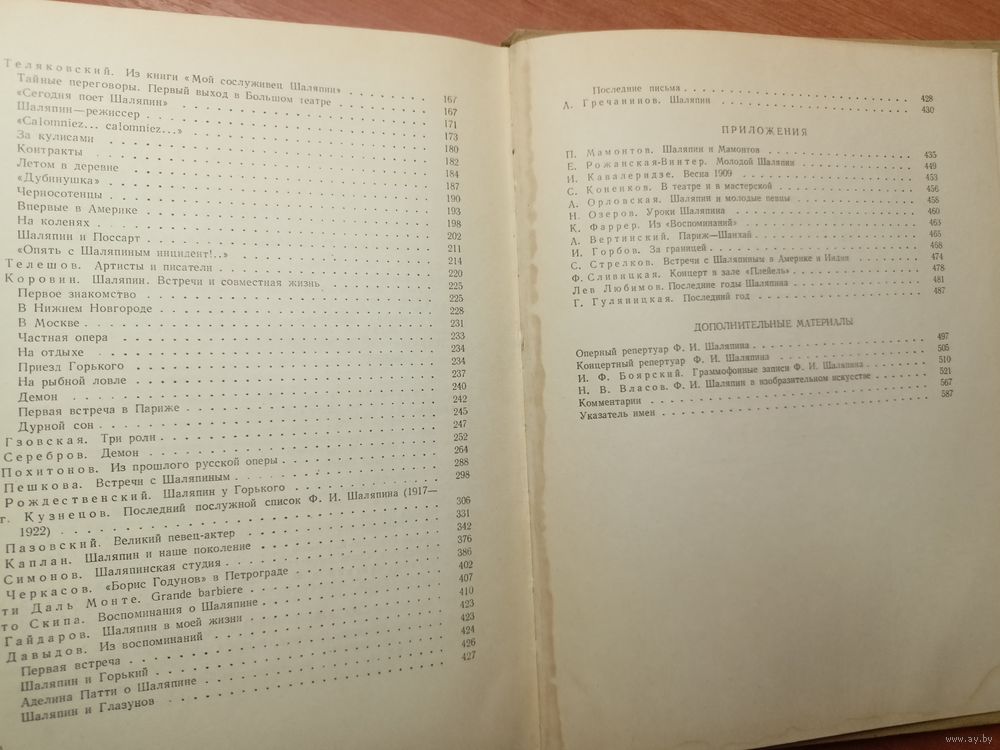 Теляковский. Из книги «Мой сослуживец Шаляпин» 167
Тайные переговоры. Первый выход в Большом театре 167
«Сегодня поет Шаляпин» 171
Шаляпин—режиссер 173
«Calomniez... calomniez...» 180
За кулисами 182
Контракты 184
Летом в деревне 187
«Дубинушка» 190
Черносотенцы 193
Впервые в Америке 198
На коленях 202
Шаляпин и Поссарт 211
«Опять с Шаляпиным инцидент!..» 214
Телешов. Артисты и писатели 220
Коровин. Шаляпин. Встречи и совместная жизнь 225
Первое знакомство 225
В Нижнем Новгороде 228
В Москве 231
Частная опера 233
На отдыхе 234
Приезд Горького 234
На рыбной ловле 237
Демон 240
Первая встреча в Париже 242
Дурной сон 245
Гзовская. Три роли 247
Серебров. Демон 252
Похитонов. Из прошлого русской оперы 264
Пешкова. Встречи с Шаляпиным 288
Рождественский. Шаляпин у Горького 298
г. Кузнецов. Последний послужной список Ф. И. Шаляпина (1917—
1922) 306
Пазовский. Великий певец-актер 331
Каплан. Шаляпин и наше поколение 342
Симонов. Шаляпинская студия 376
Черкасов. «Борис Годунов» в Петрограде 386
ти Даль Монте. Grande barbiere 402
то Скипа. Воспоминания о Шаляпине 407
Гайдаров. Шаляпин в моей жизни 410
Давыдов. Из воспоминаний 423
Первая встреча 423
Шаляпин и Горький 424
Аделина Патти о Шаляпине 426
Шаляпин и Глазунов 427
Последние письма 428
А. Гречанинов. Шаляпин 430
ПРИЛОЖЕНИЯ
П. Мамонтов. Шаляпин и Мамонтов 435
Е. Рожанская-Винтер. Молодой Шаляпин 449
И. Кавалеридзе. Весна 1909 453
С. Коненков. В театре и в мастерской 456
А. Орловская. Шаляпин и молодые певцы 458
Н. Озеров. Уроки Шаляпина 460
К. Фаррер. Из «Воспоминаний» 463
А. Вертинский. Париж—Шанхай 465
И. Горбов. За границей 468
С. Стрелков. Встречи с Шаляпиным в Америке и Индии 474
Ф. Сливицкая. Концерт в зале «Плейель» 478
Лев Любимов. Последние годы Шаляпина 481
Г. Гуляницкая. Последний год 487
ДОПОЛНИТЕЛЬНЫЕ МАТЕРИАЛЫ
Оперный репертуар Ф. И. Шаляпина 497
Концертный репертуар Ф. И. Шаляпина 505
И. Ф. Боярский. Граммофонные записи Ф. И. Шаляпина 510
Н. В. Власов. Ф. И. Шаляпин в изобразительном искусстве 521
Комментарии 567
Указатель имен 587
www.ay.by